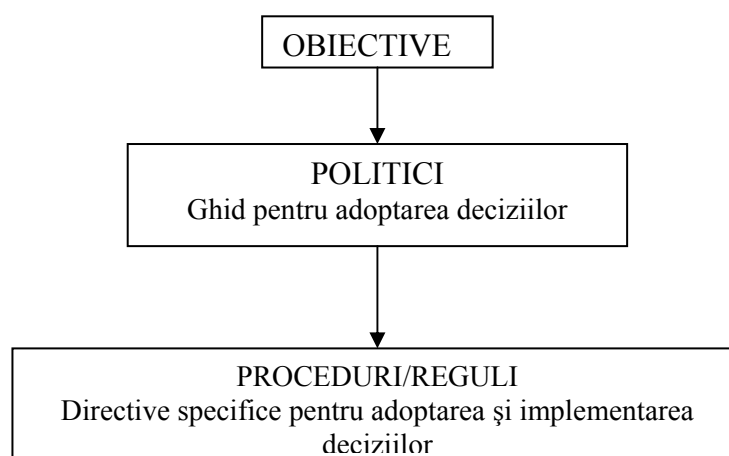 OBIECTIVE
POLITICI
Ghid pentru adoptarea deciziilor
PROCEDURI/REGULI
Directive specifice pentru adoptarea şi implementarea
deciziilor